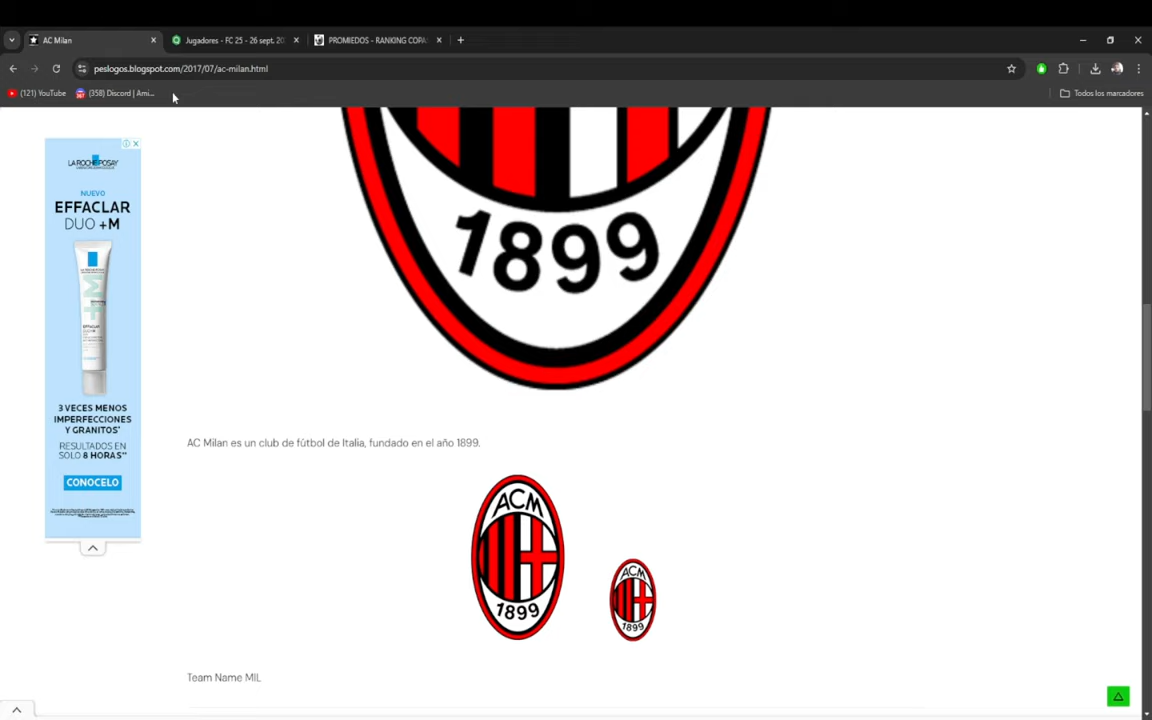 AC Milan
Jugadores - FC 25 - 26 sept. 20
PROMIEDOS - RANKING COPA
peslogos.blogspot.com/2017/07/ac-milan.html
(121) YouTube
(358) Discord | Ami...
Todos los marcadores
LA ROCHE POSAY
NUEVO
EFFACLAR
DUO +M
3 VECES MENOS
IMPERFECCIONES
Y GRANITOS*
RESULTADOS EN
SOLO 8 HORAS**
CONOCELO
1899
AC Milan es un club de fútbol de Italia, fundado en el año 1899.
ACM
1899
ACM
1899
Team Name MIL